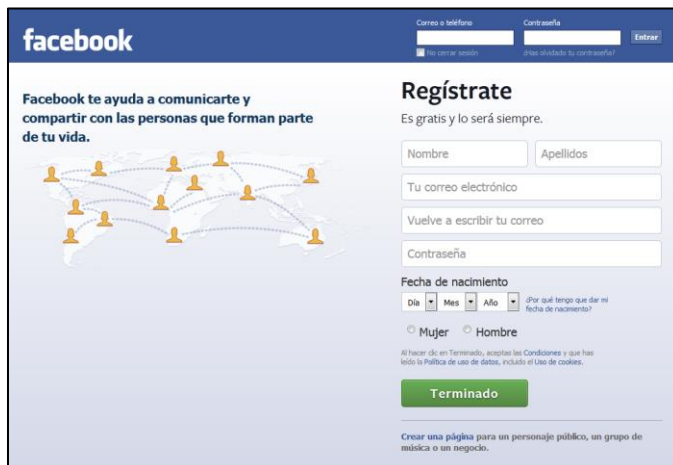 facebook
Correo o teléfono
Contraseña
Entrar
No cerrar sesión
¿Has olvidado tu contraseña?
Facebook te ayuda a comunicarte y
compartir con las personas que forman parte
de tu vida.
Regístrate
Es gratis y lo será siempre.
Nombre
Apellidos
Tu correo electrónico
Vuelve a escribir tu correo
Contraseña
Fecha de nacimiento
Día Mes Año
¿Por qué tengo que dar mi
fecha de nacimiento?
Mujer Hombre
Al hacer clic en Terminado, aceptas las Condiciones y que has
leído la Política de uso de datos, incluido el Uso de cookies.
Terminado
Crear una página para un personaje público, un grupo de
música o un negocio.